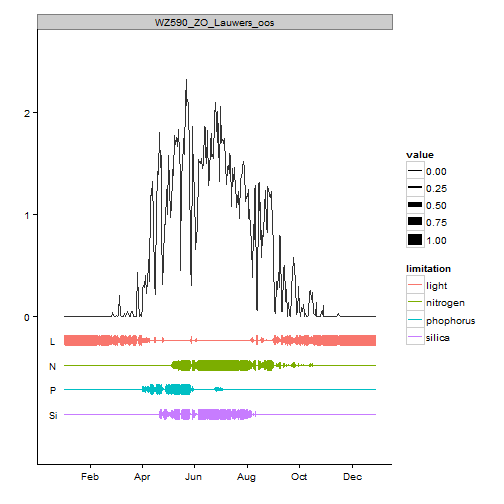 WZ590_ZO_Lauwers_oos
2
1
0
L
N
P
Si
Feb Apr Jun Aug Oct Dec
value
0.00
0.25
0.50
0.75
1.00
limitation
light
nitrogen
phophorus
silica